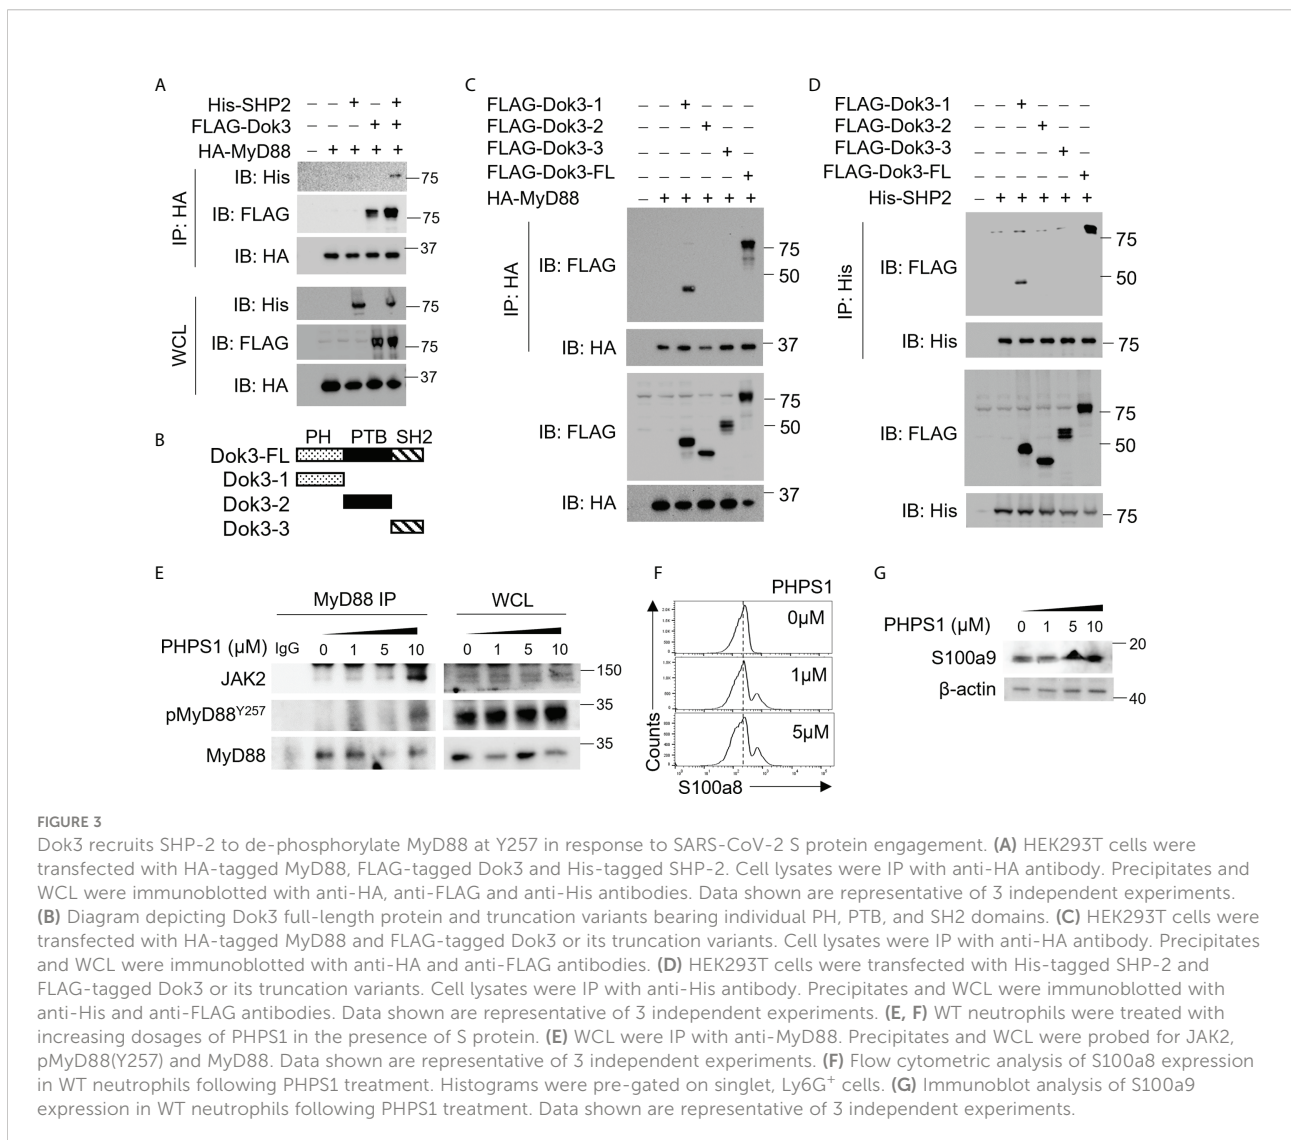 A
His-SHP2 – – + – +
FLAG-Dok3 – – – + +
HA-MyD88 – + + + +
IP: HA
IB: His 75
IB: FLAG 75
IB: HA 37
WCL
IB: His 75
IB: FLAG 75
IB: HA 37
B
PH PTB SH2
Dok3-FL
Dok3-1
Dok3-2
Dok3-3
C
FLAG-Dok3-1 – – + – – –
FLAG-Dok3-2 – – – + – –
FLAG-Dok3-3 – – – – + –
FLAG-Dok3-FL – – – – – +
HA-MyD88 – + + + + +
IP: HA
IB: FLAG 75
50
IB: HA 37
IB: FLAG 75
50
IB: HA 37
D
FLAG-Dok3-1 – – + – – –
FLAG-Dok3-2 – – – + – –
FLAG-Dok3-3 – – – – + –
FLAG-Dok3-FL – – – – – +
His-SHP2 – + + + + +
IP: His
IB: FLAG 75
50
IB: His 75
IB: FLAG 75
50
IB: His 75
E
MyD88 IP WCL
PHPS1 (µM) IgG 0 1 5 10 0 1 5 10
JAK2 150
pMyD88Y257 35
MyD88 35
F
PHPS1
0µM
1µM
5µM
Counts
S100a8
G
PHPS1 (µM) 0 1 5 10
S100a9 20
β-actin 40
FIGURE 3
Dok3 recruits SHP-2 to de-phosphorylate MyD88 at Y257 in response to SARS-CoV-2 S protein engagement. (A) HEK293T cells were
transfected with HA-tagged MyD88, FLAG-tagged Dok3 and His-tagged SHP-2. Cell lysates were IP with anti-HA antibody. Precipitates and
WCL were immunoblotted with anti-HA, anti-FLAG and anti-His antibodies. Data shown are representative of 3 independent experiments.
(B) Diagram depicting Dok3 full-length protein and truncation variants bearing individual PH, PTB, and SH2 domains. (C) HEK293T cells were
transfected with HA-tagged MyD88 and FLAG-tagged Dok3 or its truncation variants. Cell lysates were IP with anti-HA antibody. Precipitates
and WCL were immunoblotted with anti-HA and anti-FLAG antibodies. (D) HEK293T cells were transfected with His-tagged SHP-2 and
FLAG-tagged Dok3 or its truncation variants. Cell lysates were IP with anti-His antibody. Precipitates and WCL were immunoblotted with
anti-His and anti-FLAG antibodies. Data shown are representative of 3 independent experiments. (E, F) WT neutrophils were treated with
increasing dosages of PHPS1 in the presence of S protein. (E) WCL were IP with anti-MyD88. Precipitates and WCL were probed for JAK2,
pMyD88(Y257) and MyD88. Data shown are representative of 3 independent experiments. (F) Flow cytometric analysis of S100a8 expression
in WT neutrophils following PHPS1 treatment. Histograms were pre-gated on singlet, Ly6G⁺ cells. (G) Immunoblot analysis of S100a9
expression in WT neutrophils following PHPS1 treatment. Data shown are representative of 3 independent experiments.